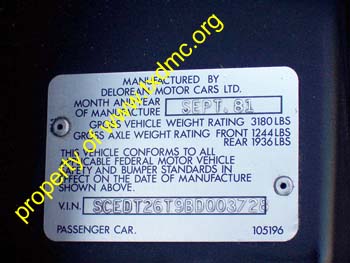 MANUFACTURED BY
DELOREAN MOTOR CARS LTD.
MONTH AND YEAR
OF MANUFACTURE SEPT. 81
GROSS VEHICLE WEIGHT RATING 3180 LBS
GROSS AXLE WEIGHT RATING FRONT 1244 LBS
REAR 1936 LBS
THIS VEHICLE CONFORMS TO ALL
APPLICABLE FEDERAL MOTOR VEHICLE
SAFETY AND BUMPER STANDARDS IN
EFFECT ON THE DATE OF MANUFACTURE
SHOWN ABOVE.
V.I.N. SCEDT26T9BD003728
PASSENGER CAR. 105196
property of